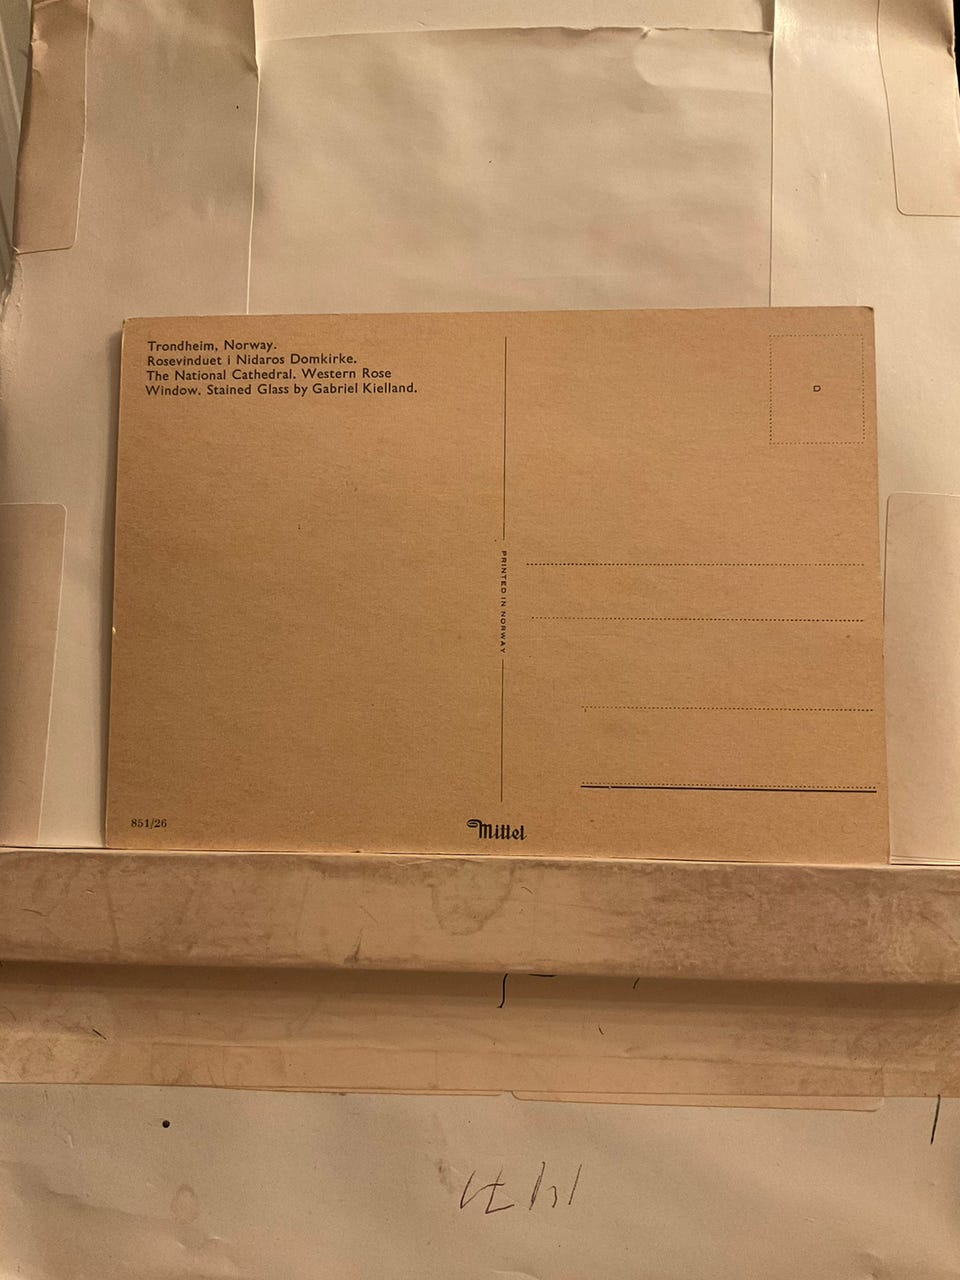 Trondheim, Norway.
Rosevinduet i Nidaros Domkirke.
The National Cathedral. Western Rose
Window. Stained Glass by Gabriel Kielland.
PRINTED IN NORWAY
D
851/26
Mittet